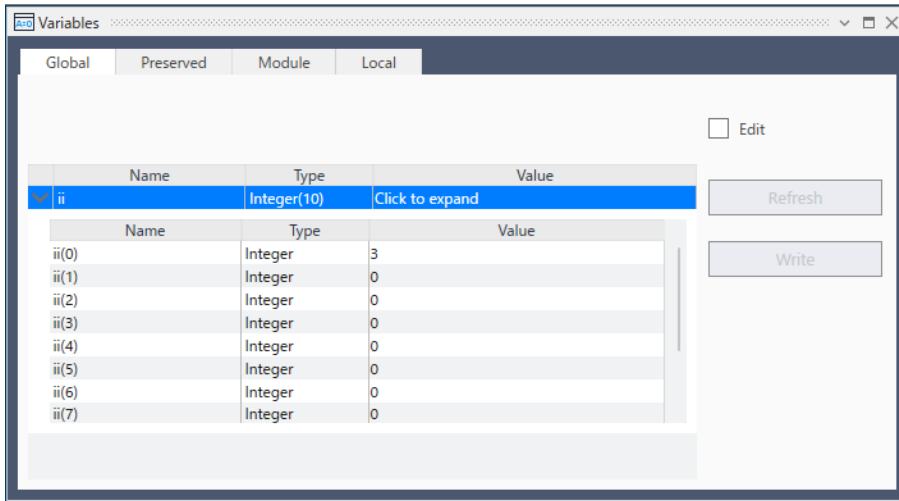 A=0 Variables
Global Preserved Module Local
Edit
Name Type Value
ii Integer(10) Click to expand
Refresh
Name Type Value
ii(0) Integer 3
Write
ii(1) Integer 0
ii(2) Integer 0
ii(3) Integer 0
ii(4) Integer 0
ii(5) Integer 0
ii(6) Integer 0
ii(7) Integer 0